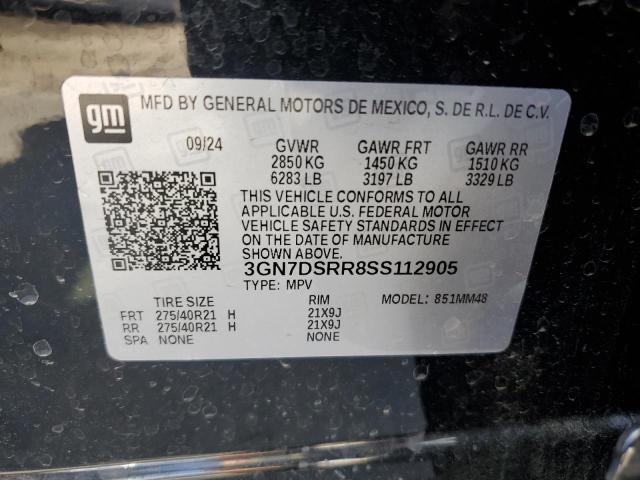 gm
MFD BY GENERAL MOTORS DE MEXICO, S. DE R.L. DE C.V.
09/24 GVWR GAWR FRT GAWR RR
2850 KG 1450 KG 1510 KG
6283 LB 3197 LB 3329 LB
THIS VEHICLE CONFORMS TO ALL
APPLICABLE U.S. FEDERAL MOTOR
VEHICLE SAFETY STANDARDS IN EFFECT
ON THE DATE OF MANUFACTURE
SHOWN ABOVE.
3GN7DSRR8SS112905
TYPE: MPV
TIRE SIZE RIM MODEL: 851MM48
FRT 275/40R21 H 21X9J
RR 275/40R21 H 21X9J
SPA NONE NONE